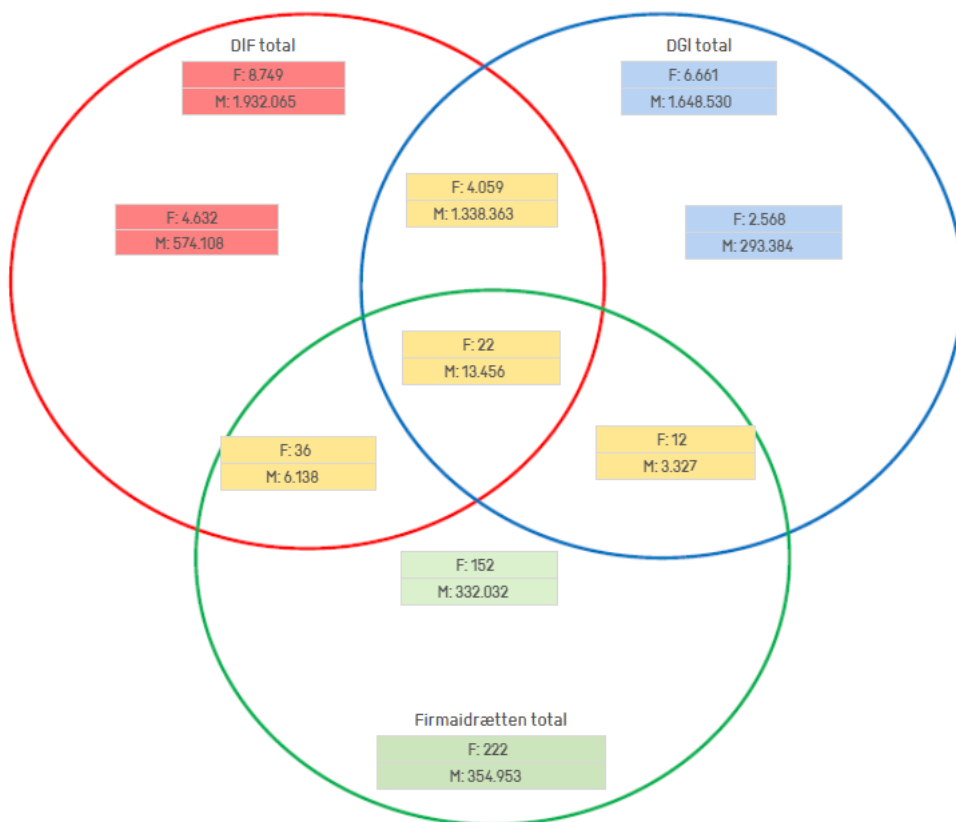 DIF total
F: 8.749
M: 1.932.065
DGI total
F: 6.661
M: 1.648.530
F: 4.059
M: 1.338.363
F: 4.632
M: 574.108
F: 2.568
M: 293.384
F: 22
M: 13.456
F: 36
M: 6.138
F: 12
M: 3.327
F: 152
M: 332.032
Firmaidrætten total
F: 222
M: 354.953